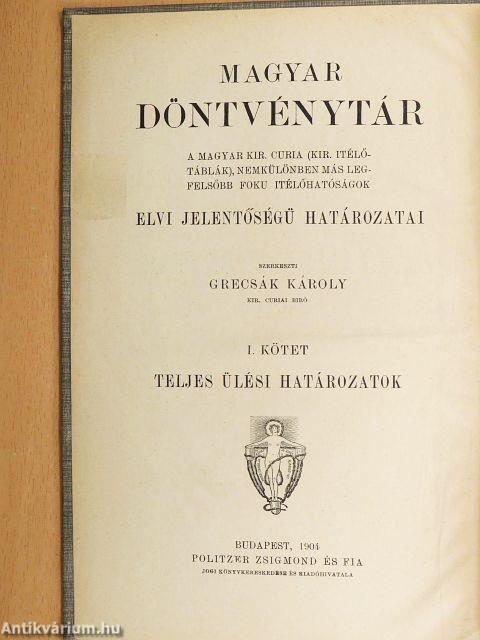 MAGYAR
DÖNTVÉNYTÁR
A MAGYAR KIR. CURIA (KIR. ITÉLŐ-
TÁBLÁK), NEMKÜLÖNBEN MÁS LEG-
FELSŐBB FOKU ITÉLŐHATÓSÁGOK
ELVI JELENTŐSÉGÜ HATÁROZATAI
SZERKESZTI
GRECSÁK KÁROLY
KIR. CURIAI BIRÓ
I. KÖTET
TELJES ÜLÉSI HATÁROZATOK
BUDAPEST, 1904
POLITZER ZSIGMOND ÉS FIA
JOGI KÖNYVKERESKEDÉSE ÉS KIADÓHIVATALA
Antikvárium.hu